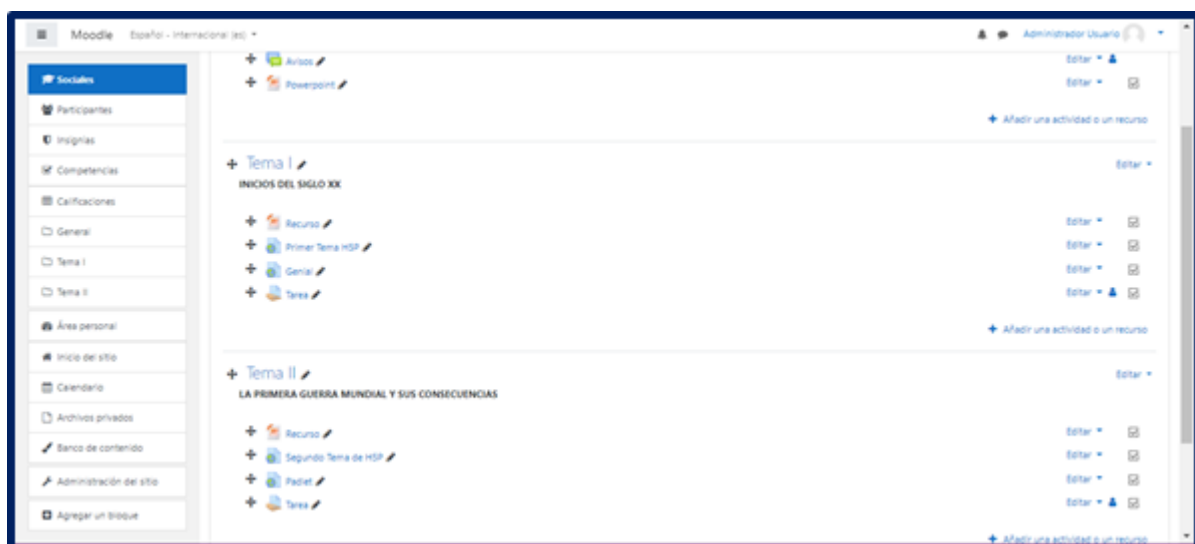 Moodle Español - Internacional (es)
Administrador Usuario
Sociales
Participantes
Insignias
Competencias
Calificaciones
General
Tema I
Tema II
Área personal
Inicio del sitio
Calendario
Archivos privados
Banco de contenido
Administración del sitio
Agregar un bloque
Avisos Editar
Powerpoint Editar
Añadir una actividad o un recurso
Tema I Editar
INICIOS DEL SIGLO XX
Recurso Editar
Primer Tema H5P Editar
Genial Editar
Tarea Editar
Añadir una actividad o un recurso
Tema II Editar
LA PRIMERA GUERRA MUNDIAL Y SUS CONSECUENCIAS
Recurso Editar
Segundo Tema de H5P Editar
Padlet Editar
Tarea Editar
Añadir una actividad o un recurso